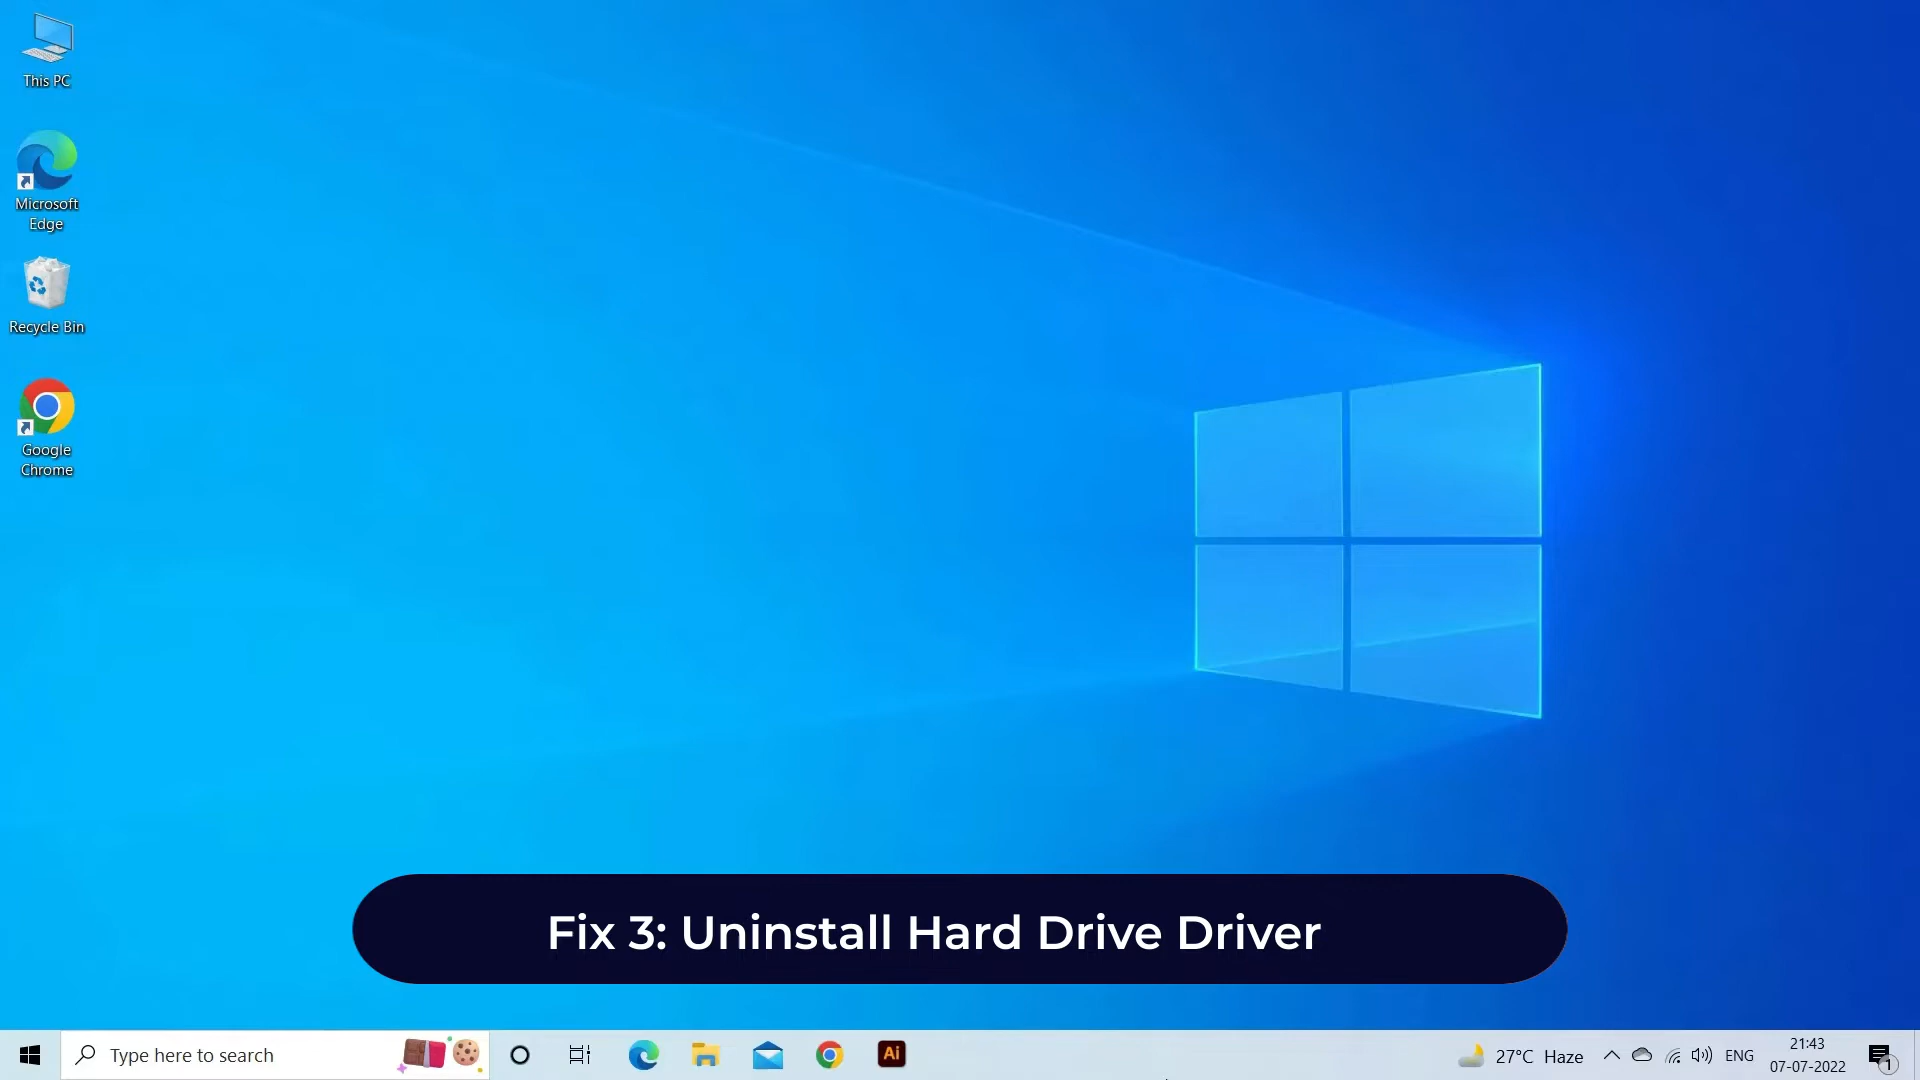 This PC
Microsoft
Edge
Recycle Bin
Google
Chrome
Fix 3: Uninstall Hard Drive Driver
Type here to search
Ai
27°C Haze
ENG
21:43
07-07-2022
1